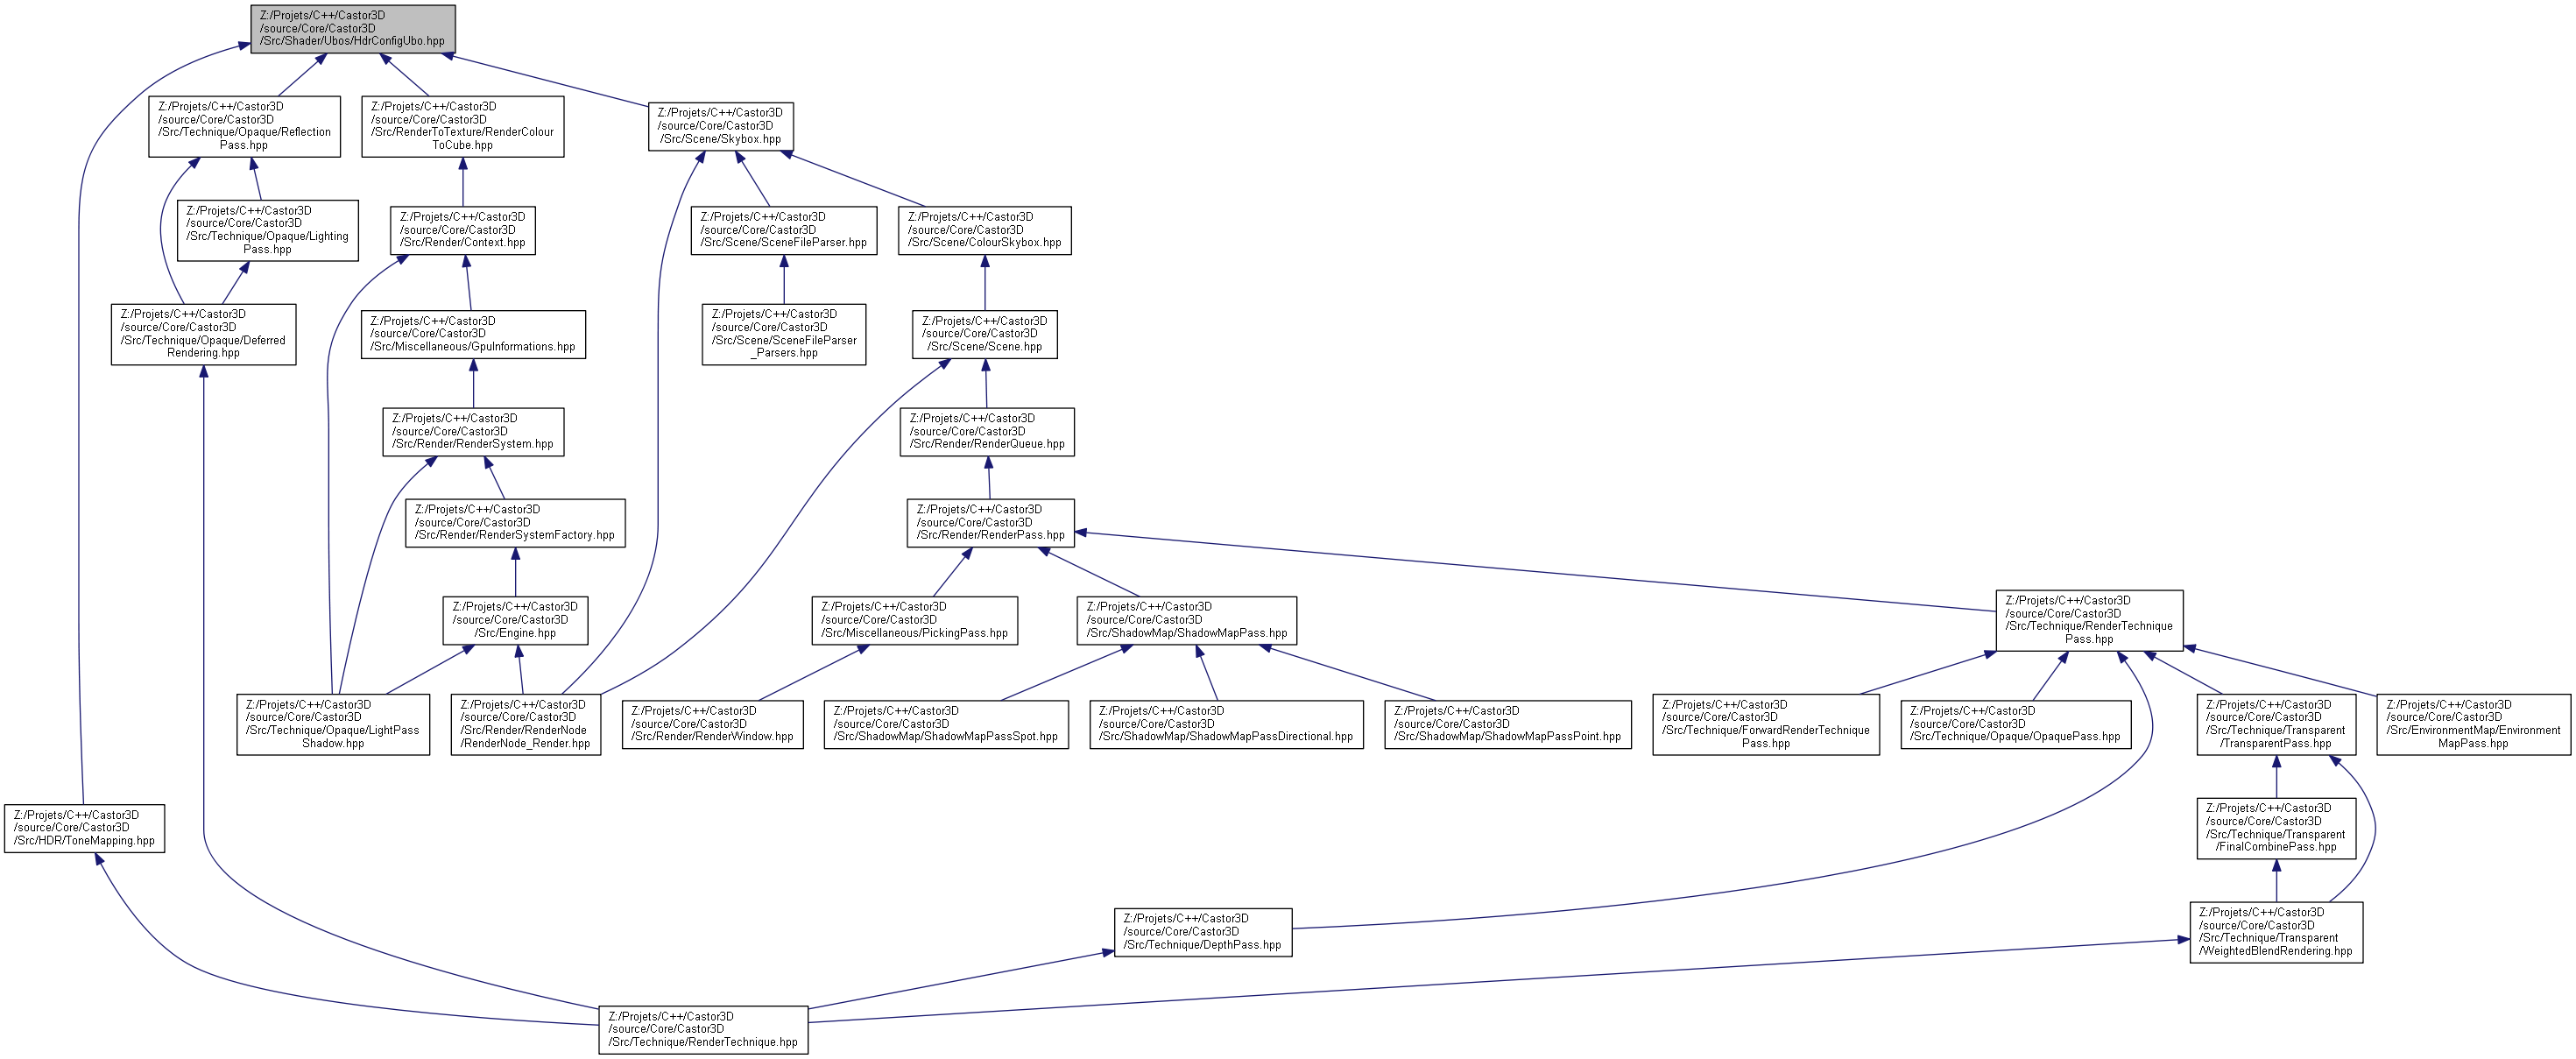 Z:/Projets/C++/Castor3D
/source/Core/Castor3D
/Src/Shader/Ubos/HdrConfigUbo.hpp
Z:/Projets/C++/Castor3D
/source/Core/Castor3D
/Src/Technique/Opaque/Reflection
Pass.hpp
Z:/Projets/C++/Castor3D
/source/Core/Castor3D
/Src/RenderToTexture/RenderColour
ToCube.hpp
Z:/Projets/C++/Castor3D
/source/Core/Castor3D
/Src/Scene/Skybox.hpp
Z:/Projets/C++/Castor3D
/source/Core/Castor3D
/Src/Technique/Opaque/Lighting
Pass.hpp
Z:/Projets/C++/Castor3D
/source/Core/Castor3D
/Src/Render/Context.hpp
Z:/Projets/C++/Castor3D
/source/Core/Castor3D
/Src/Scene/SceneFileParser.hpp
Z:/Projets/C++/Castor3D
/source/Core/Castor3D
/Src/Scene/ColourSkybox.hpp
Z:/Projets/C++/Castor3D
/source/Core/Castor3D
/Src/Technique/Opaque/Deferred
Rendering.hpp
Z:/Projets/C++/Castor3D
/source/Core/Castor3D
/Src/Miscellaneous/GpuInformations.hpp
Z:/Projets/C++/Castor3D
/source/Core/Castor3D
/Src/Scene/SceneFileParser
_Parsers.hpp
Z:/Projets/C++/Castor3D
/source/Core/Castor3D
/Src/Scene/Scene.hpp
Z:/Projets/C++/Castor3D
/source/Core/Castor3D
/Src/Render/RenderSystem.hpp
Z:/Projets/C++/Castor3D
/source/Core/Castor3D
/Src/Render/RenderQueue.hpp
Z:/Projets/C++/Castor3D
/source/Core/Castor3D
/Src/Render/RenderSystemFactory.hpp
Z:/Projets/C++/Castor3D
/source/Core/Castor3D
/Src/Render/RenderPass.hpp
Z:/Projets/C++/Castor3D
/source/Core/Castor3D
/Src/Engine.hpp
Z:/Projets/C++/Castor3D
/source/Core/Castor3D
/Src/Miscellaneous/PickingPass.hpp
Z:/Projets/C++/Castor3D
/source/Core/Castor3D
/Src/ShadowMap/ShadowMapPass.hpp
Z:/Projets/C++/Castor3D
/source/Core/Castor3D
/Src/Technique/RenderTechnique
Pass.hpp
Z:/Projets/C++/Castor3D
/source/Core/Castor3D
/Src/Technique/Opaque/LightPass
Shadow.hpp
Z:/Projets/C++/Castor3D
/source/Core/Castor3D
/Src/Render/RenderNode
/RenderNode_Render.hpp
Z:/Projets/C++/Castor3D
/source/Core/Castor3D
/Src/Render/RenderWindow.hpp
Z:/Projets/C++/Castor3D
/source/Core/Castor3D
/Src/ShadowMap/ShadowMapPassSpot.hpp
Z:/Projets/C++/Castor3D
/source/Core/Castor3D
/Src/ShadowMap/ShadowMapPassDirectional.hpp
Z:/Projets/C++/Castor3D
/source/Core/Castor3D
/Src/ShadowMap/ShadowMapPassPoint.hpp
Z:/Projets/C++/Castor3D
/source/Core/Castor3D
/Src/Technique/ForwardRenderTechnique
Pass.hpp
Z:/Projets/C++/Castor3D
/source/Core/Castor3D
/Src/Technique/Opaque/OpaquePass.hpp
Z:/Projets/C++/Castor3D
/source/Core/Castor3D
/Src/Technique/Transparent
/TransparentPass.hpp
Z:/Projets/C++/Castor3D
/source/Core/Castor3D
/Src/EnvironmentMap/Environment
MapPass.hpp
Z:/Projets/C++/Castor3D
/source/Core/Castor3D
/Src/HDR/ToneMapping.hpp
Z:/Projets/C++/Castor3D
/source/Core/Castor3D
/Src/Technique/Transparent
/FinalCombinePass.hpp
Z:/Projets/C++/Castor3D
/source/Core/Castor3D
/Src/Technique/DepthPass.hpp
Z:/Projets/C++/Castor3D
/source/Core/Castor3D
/Src/Technique/Transparent
/WeightedBlendRendering.hpp
Z:/Projets/C++/Castor3D
/source/Core/Castor3D
/Src/Technique/RenderTechnique.hpp